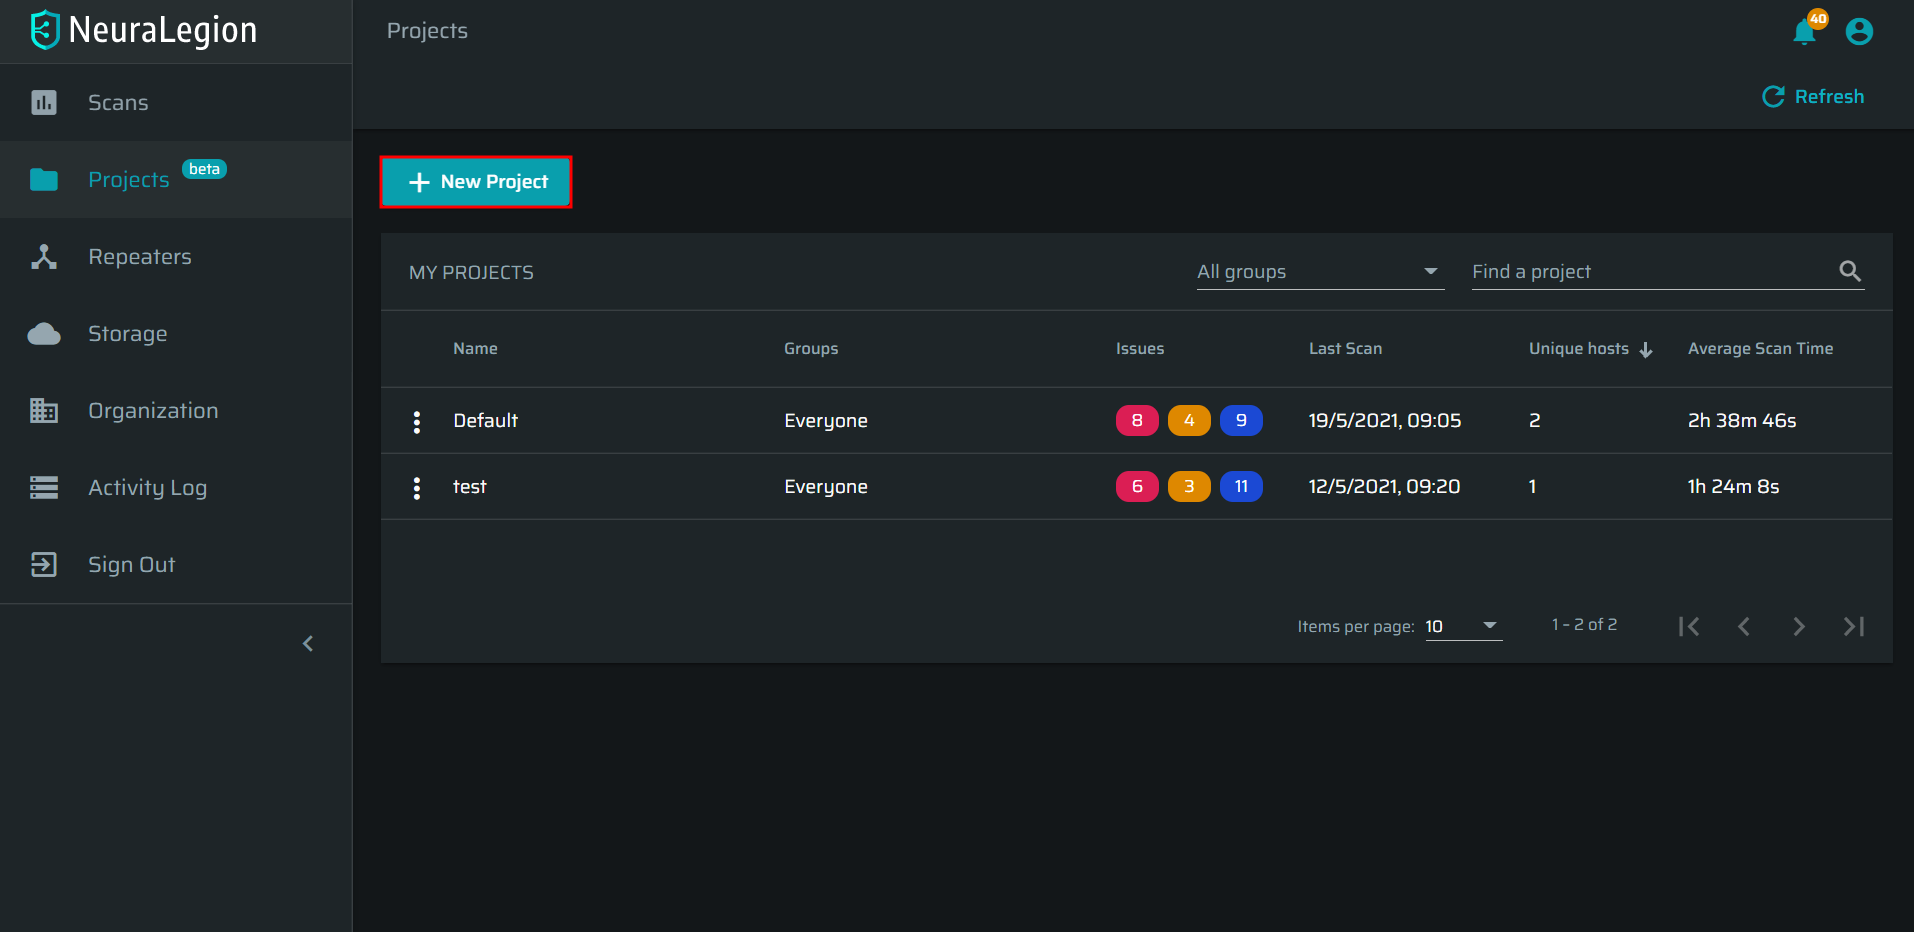 NeuraLegion
Projects
40
Refresh
Scans
Projects beta
Repeaters
Storage
Organization
Activity Log
Sign Out
New Project
MY PROJECTS All groups Find a project
Name Groups Issues Last Scan Unique hosts Average Scan Time
Default Everyone 8 4 9 19/5/2021, 09:05 2 2h 38m 46s
test Everyone 6 3 11 12/5/2021, 09:20 1 1h 24m 8s
Items per page: 10 1 – 2 of 2